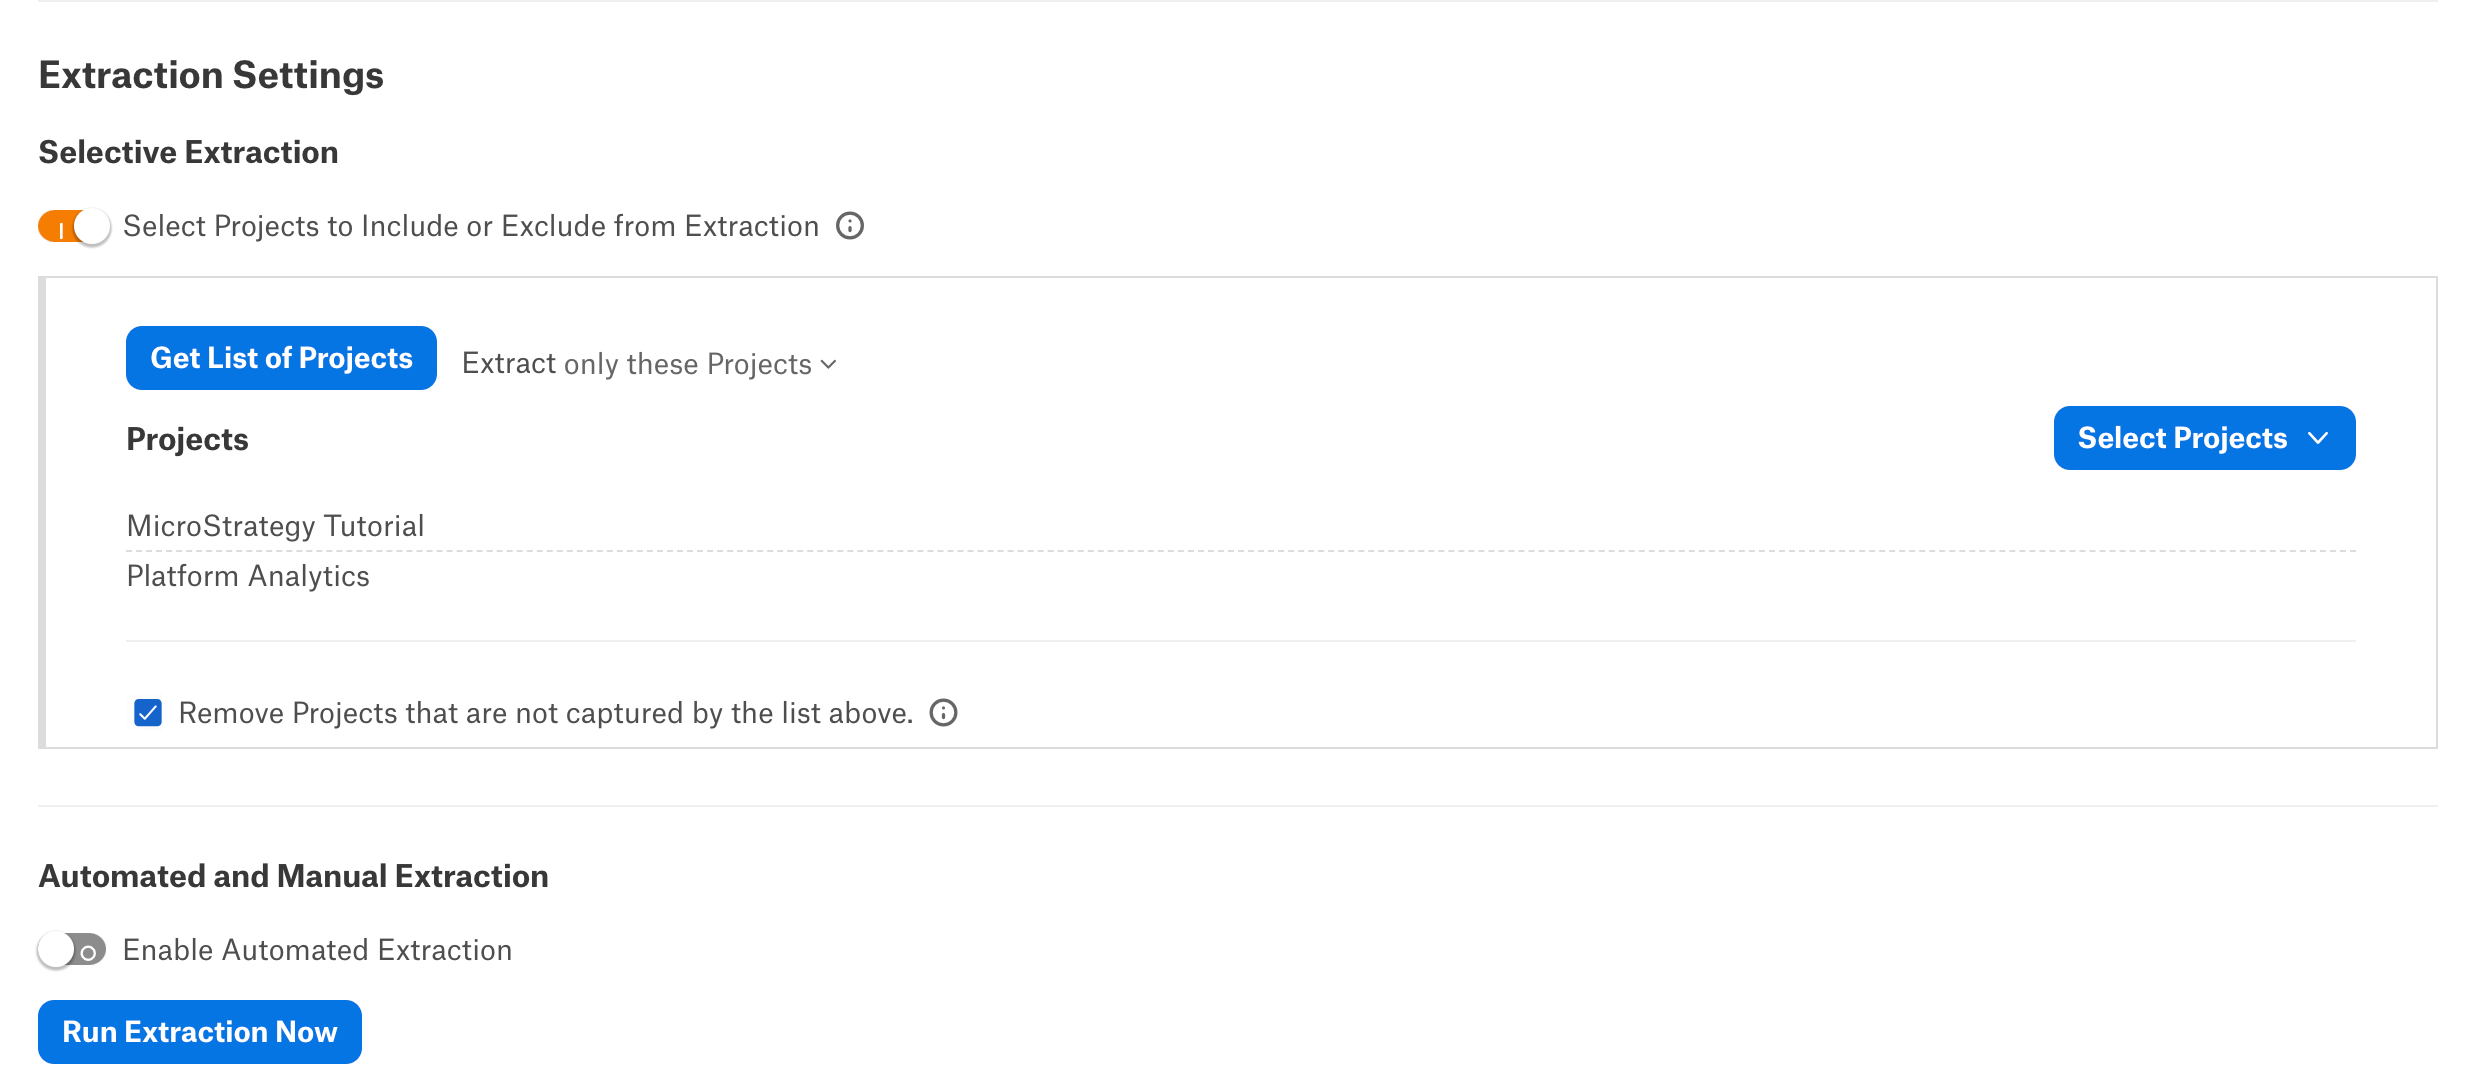 Extraction Settings
Selective Extraction
Select Projects to Include or Exclude from Extraction
Get List of Projects Extract only these Projects
Projects
Select Projects
MicroStrategy Tutorial
Platform Analytics
Remove Projects that are not captured by the list above.
Automated and Manual Extraction
Enable Automated Extraction
Run Extraction Now